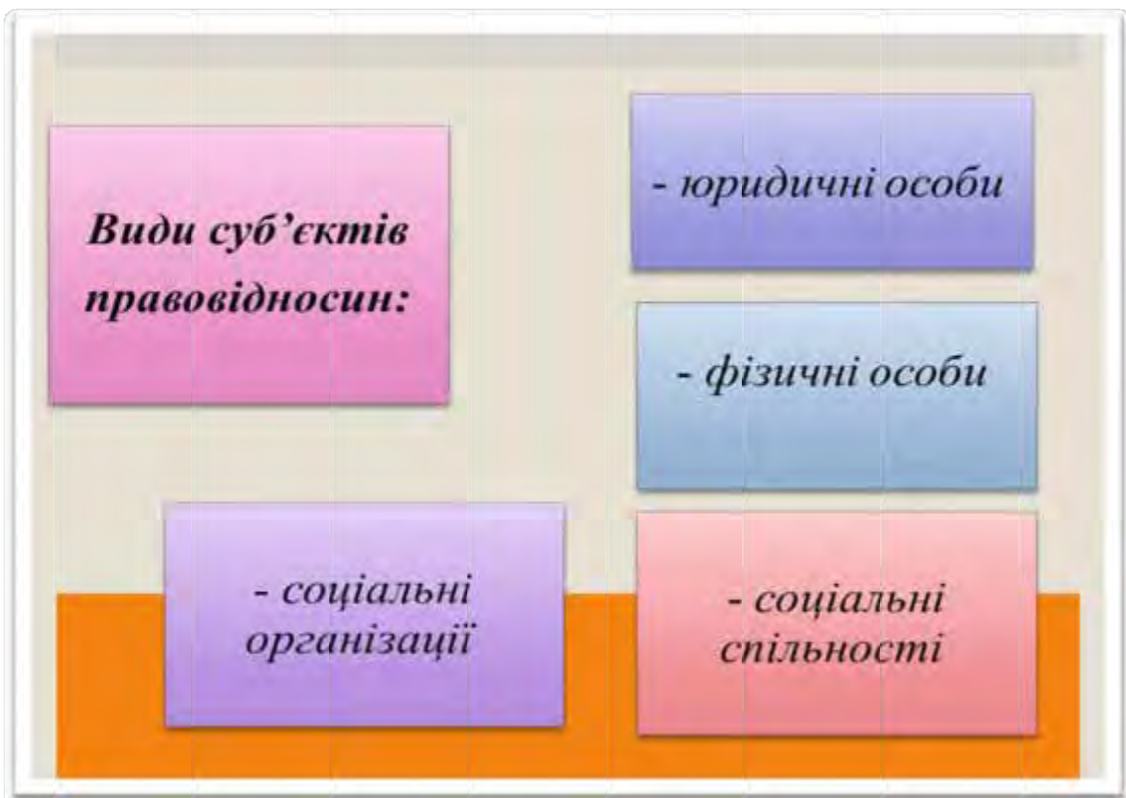 Види суб’єктів
правовідносин:
- юридичні особи
- фізичні особи
- соціальні
організації
- соціальні
спільності